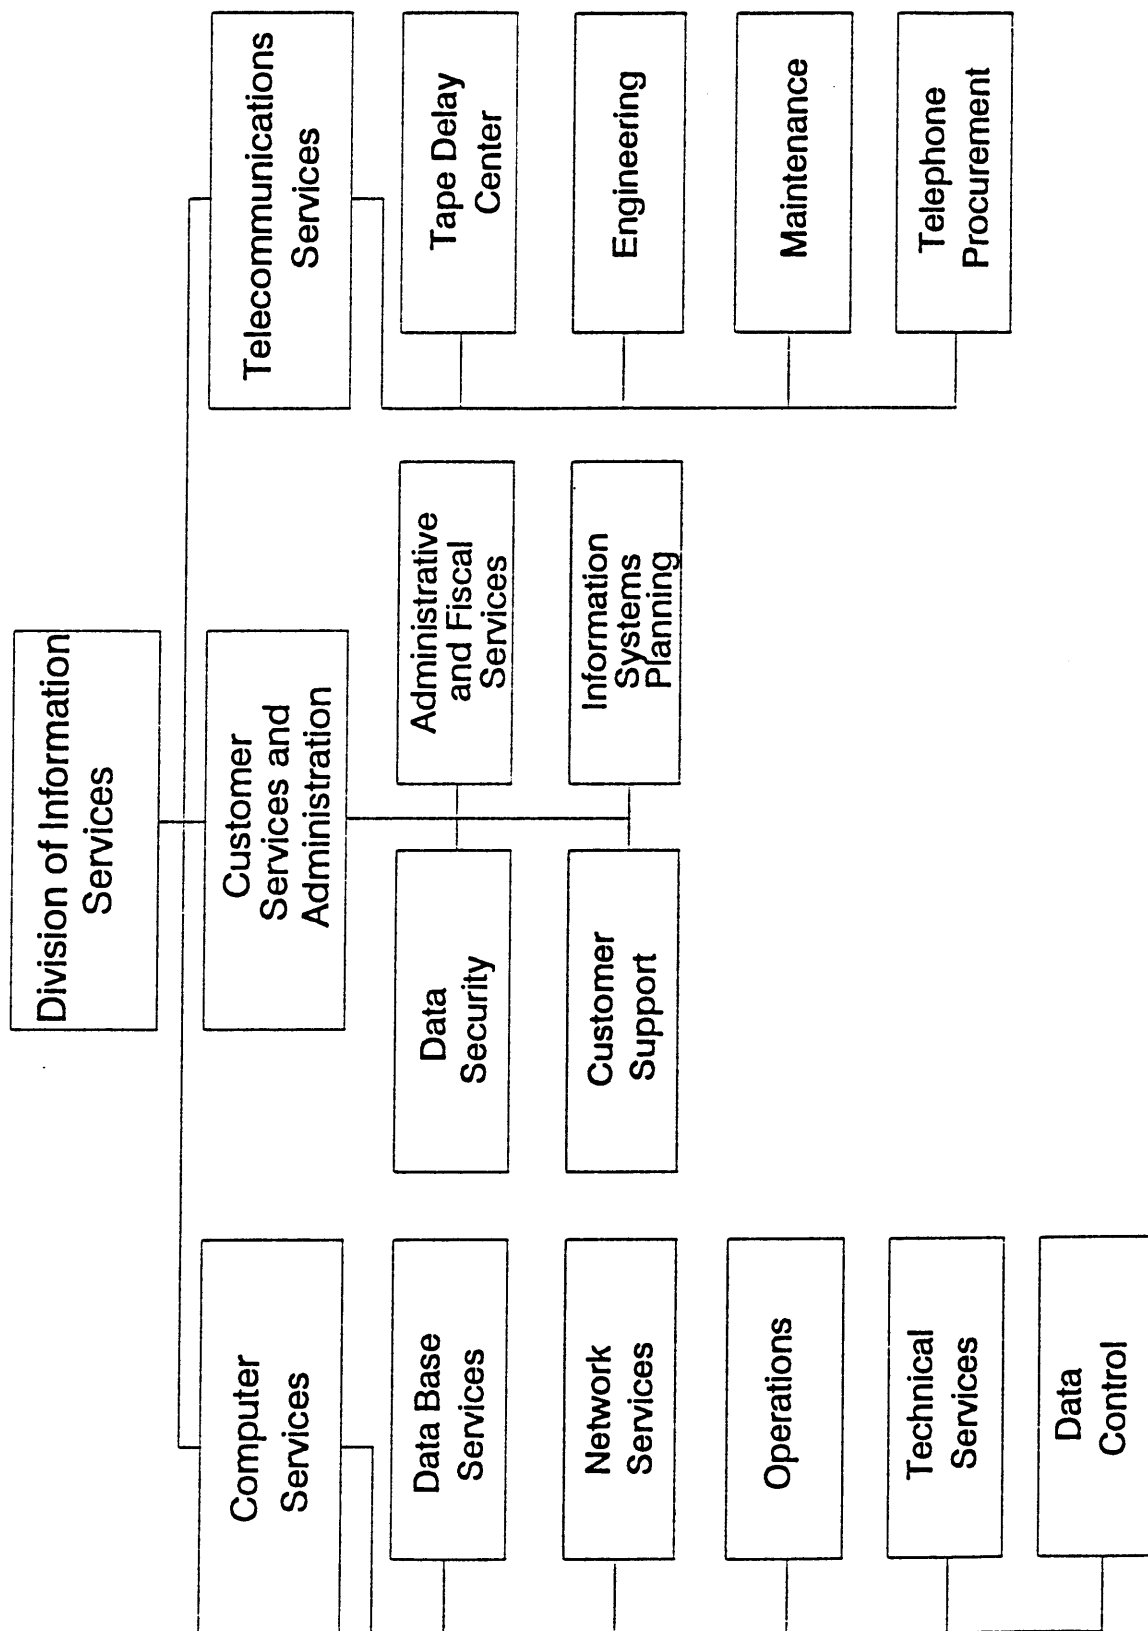 Division of Information
Services
Computer
Services
Customer
Services and
Administration
Telecommunications
Services
Data Base
Services
Data
Security
Administrative
and Fiscal
Services
Tape Delay
Center
Network
Services
Customer
Support
Information
Systems
Planning
Engineering
Operations
Maintenance
Technical
Services
Telephone
Procurement
Data
Control